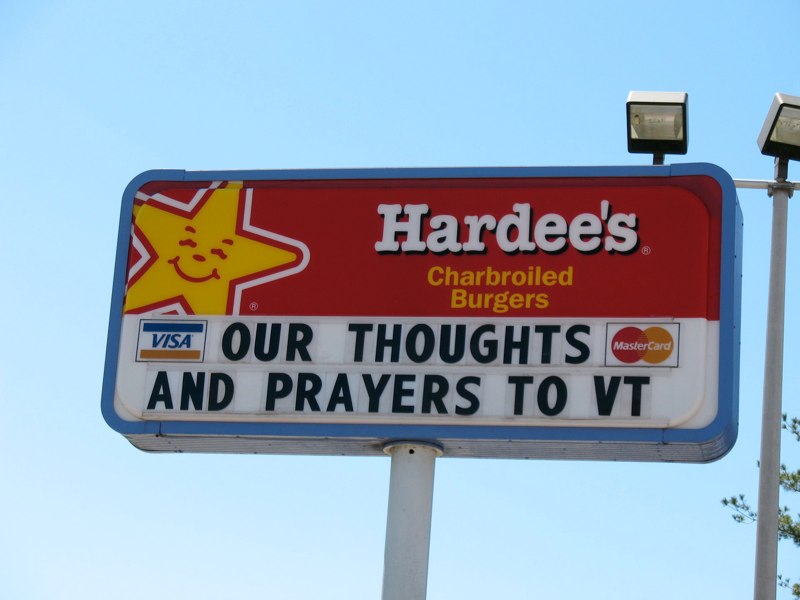 Hardee's ®
Charbroiled
Burgers
®
VISA OUR THOUGHTS MasterCard
AND PRAYERS TO VT